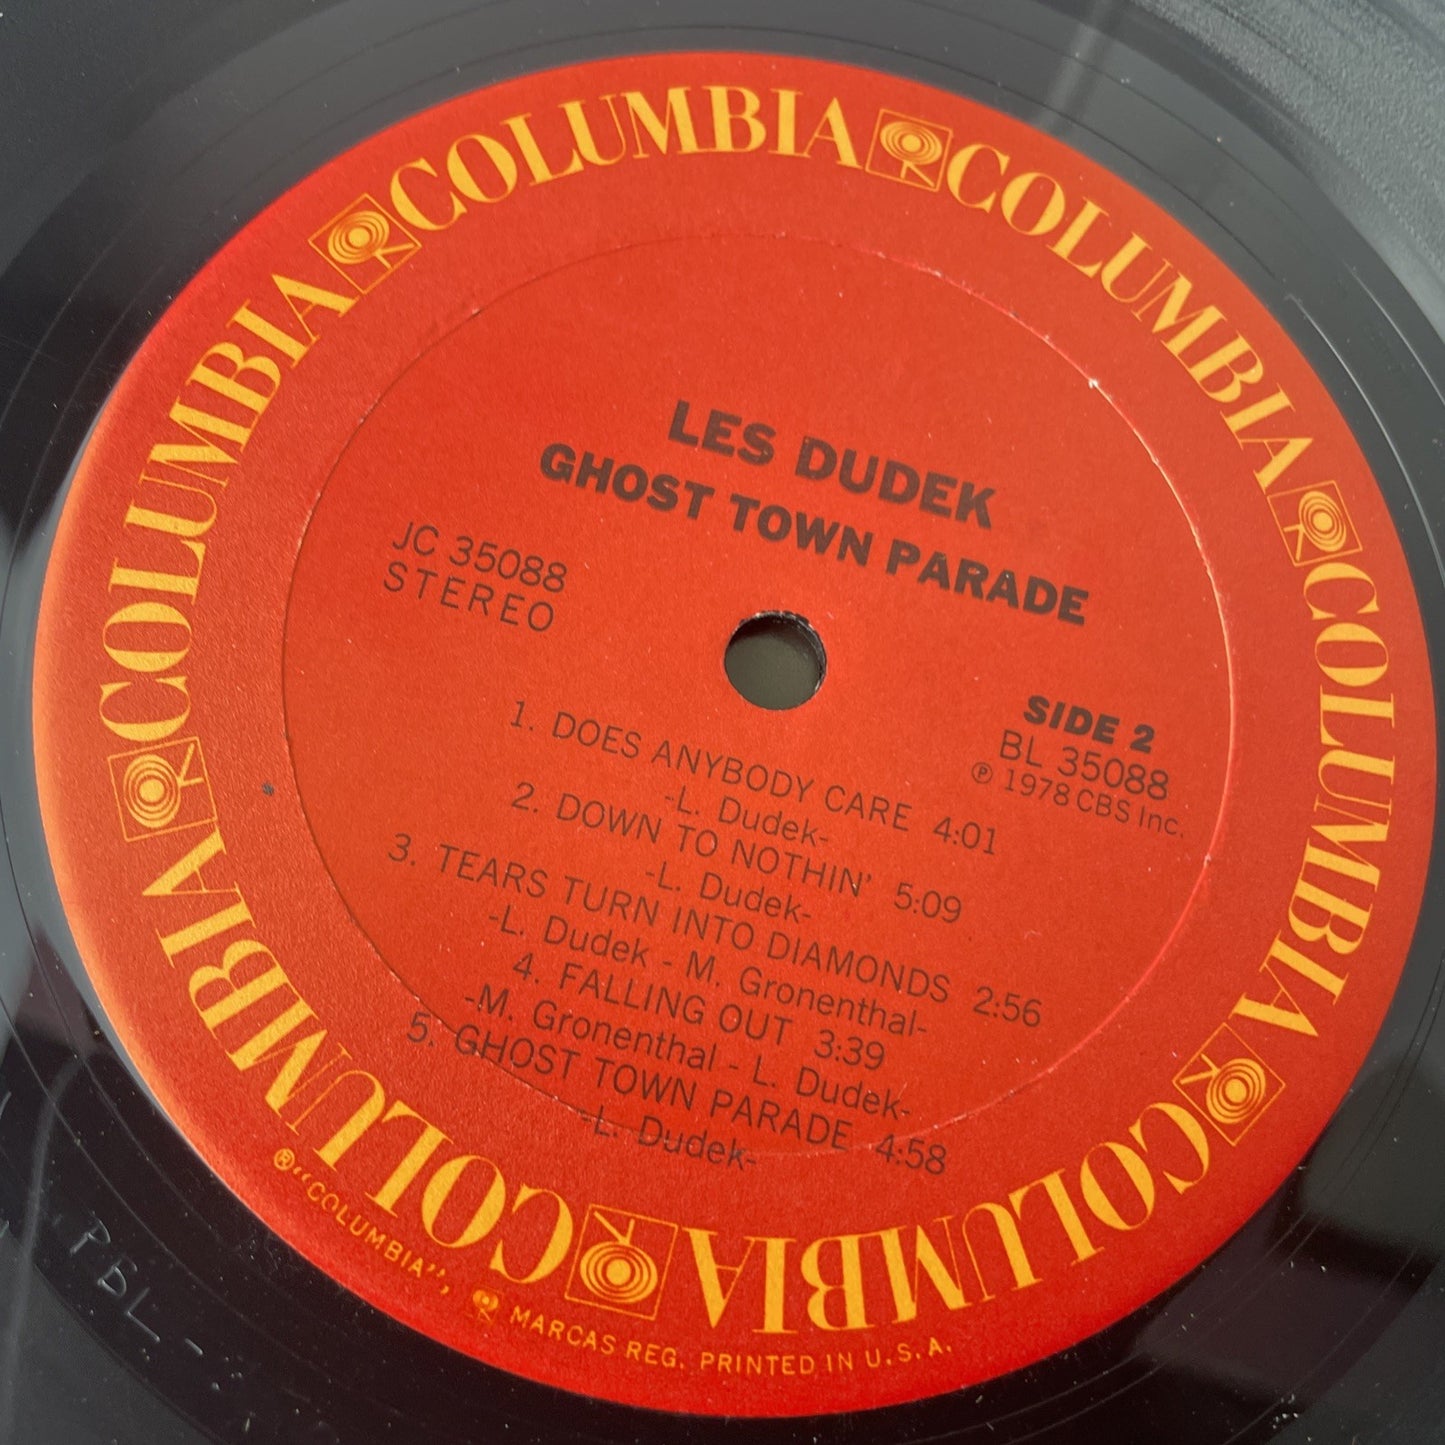 COLUMBIA COLUMBIA COLUMBIA COLUMBIA COLUMBIA COLUMBIA
LES DUDEK
GHOST TOWN PARADE
JC 35088
STEREO
SIDE 2
BL 35088
℗ 1978 CBS Inc.
1. DOES ANYBODY CARE 4:01
-L. Dudek-
2. DOWN TO NOTHIN' 5:09
-L. Dudek-
3. TEARS TURN INTO DIAMONDS 2:56
-L. Dudek - M. Gronenthal-
4. FALLING OUT 3:39
-M. Gronenthal - L. Dudek-
5. GHOST TOWN PARADE 4:58
-L. Dudek-
® "COLUMBIA", MARCAS REG. PRINTED IN U.S.A.